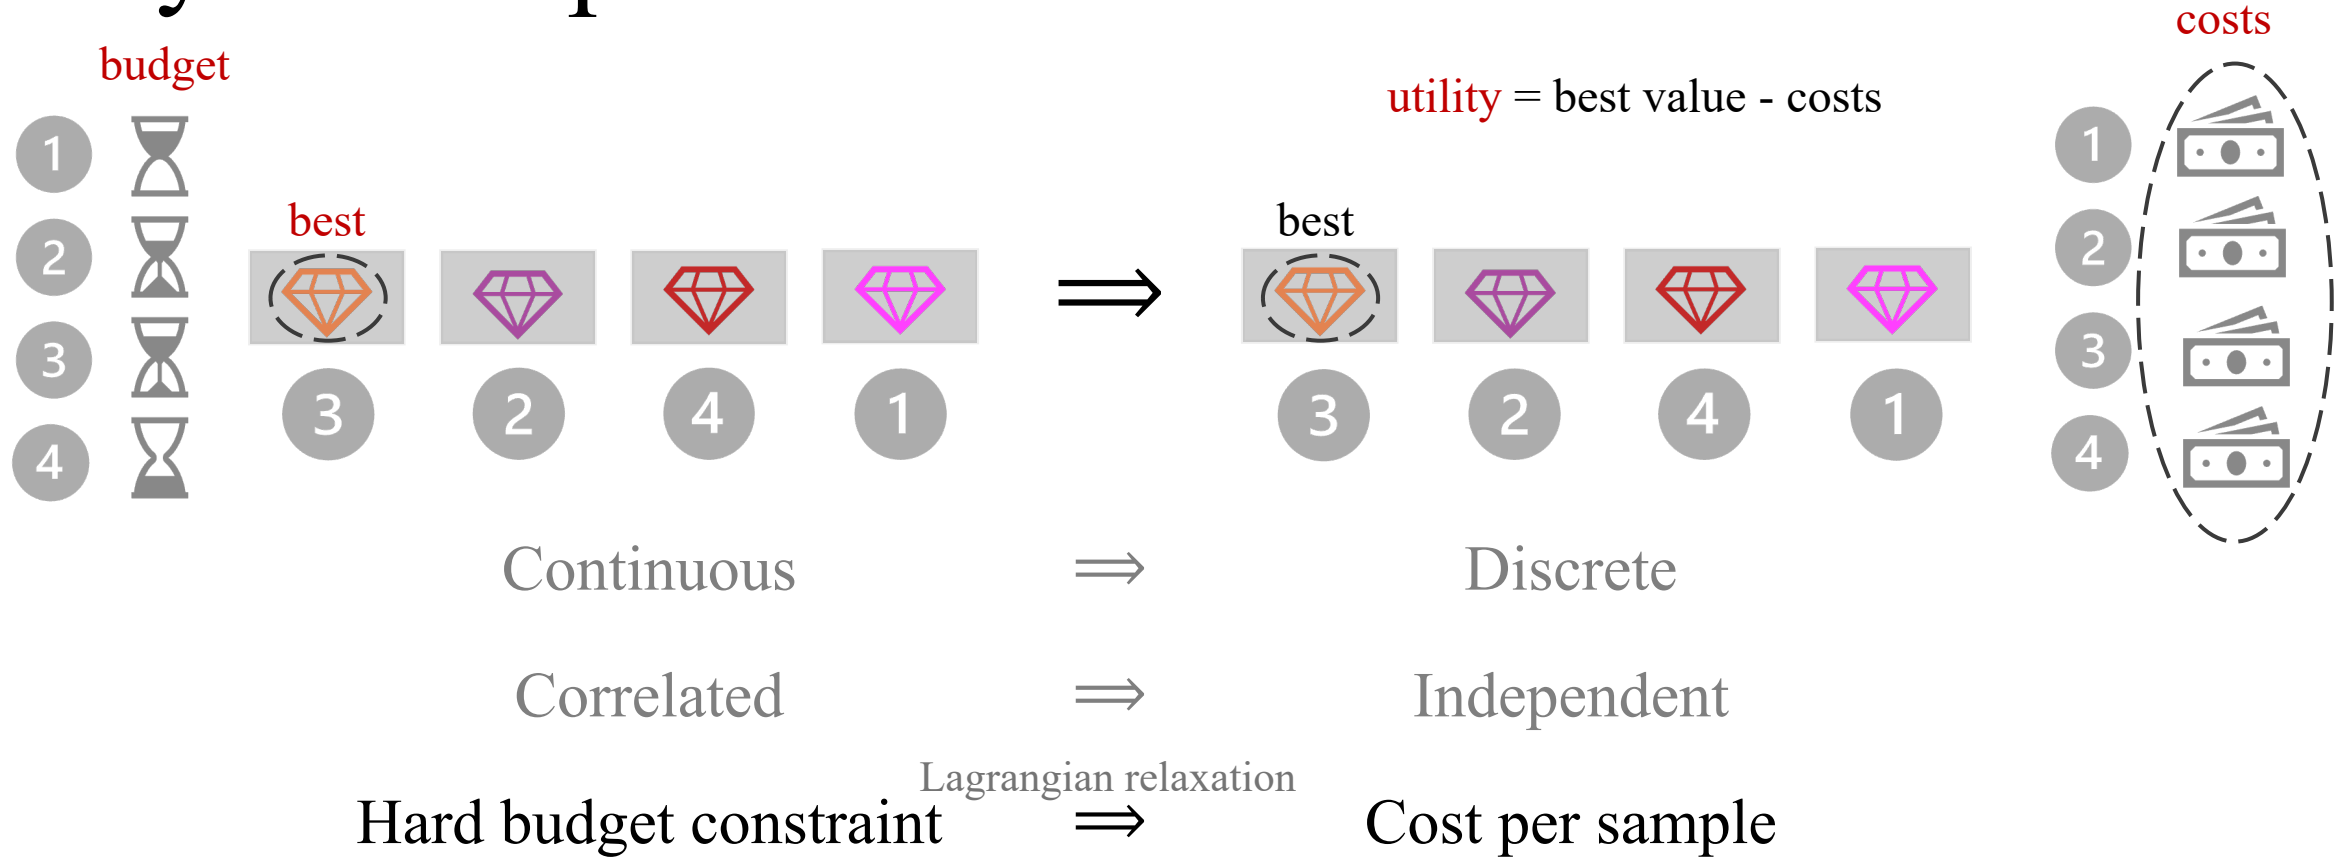 costs
budget
utility = best value - costs
1
1
2
2
best
best
3
3
4
4
3 2 4 1
3 2 4 1
Continuous ⟹ Discrete
Correlated ⟹ Independent
Lagrangian relaxation
Hard budget constraint ⟹ Cost per sample